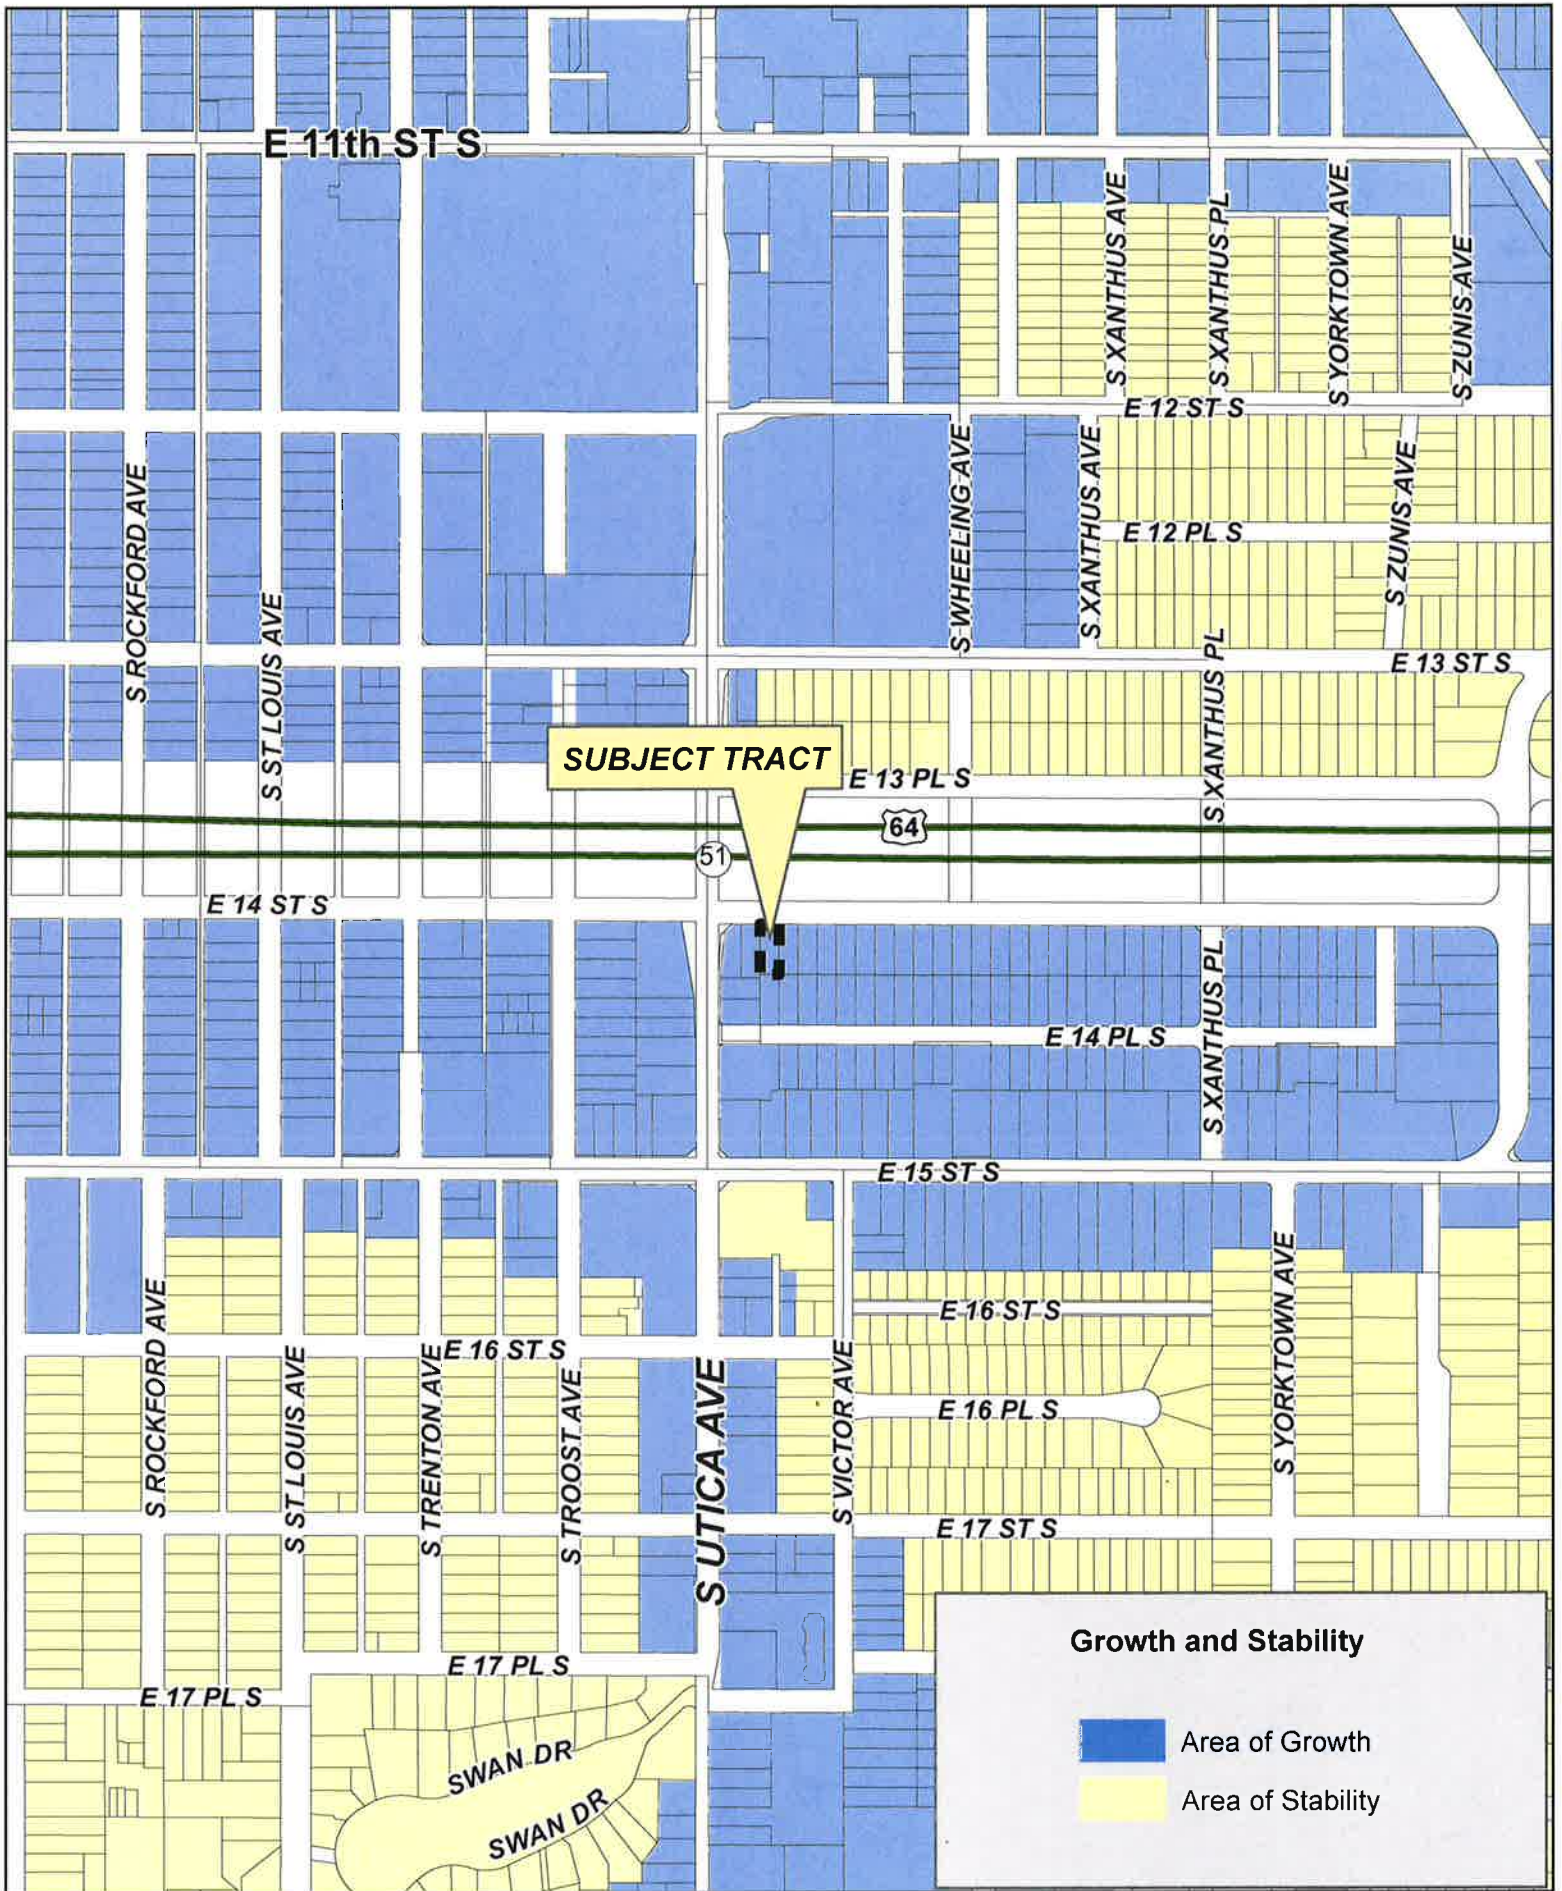 E 11th ST S
S XANTHUS AVE
S XANTHUS PL
S YORKTOWN AVE
S ZUNIS AVE
E 12 ST S
S ROCKFORD AVE
S ST LOUIS AVE
S WHEELING AVE
S XANTHUS AVE
S ZUNIS AVE
E 12 PL S
E 13 ST S
S XANTHUS PL
SUBJECT TRACT
E 13 PL S
64
51
E 14 ST S
E 14 PL S
S XANTHUS PL
E 15 ST S
E 16 ST S
E 16 ST S
S ROCKFORD AVE
S ST LOUIS AVE
S TRENTON AVE
S TROOST AVE
S UTICA AVE
S VICTOR AVE
S YORKTOWN AVE
E 16 PL S
E 17 ST S
E 17 PL S
E 17 PL S
SWAN DR
SWAN DR
Growth and Stability
Area of Growth
Area of Stability